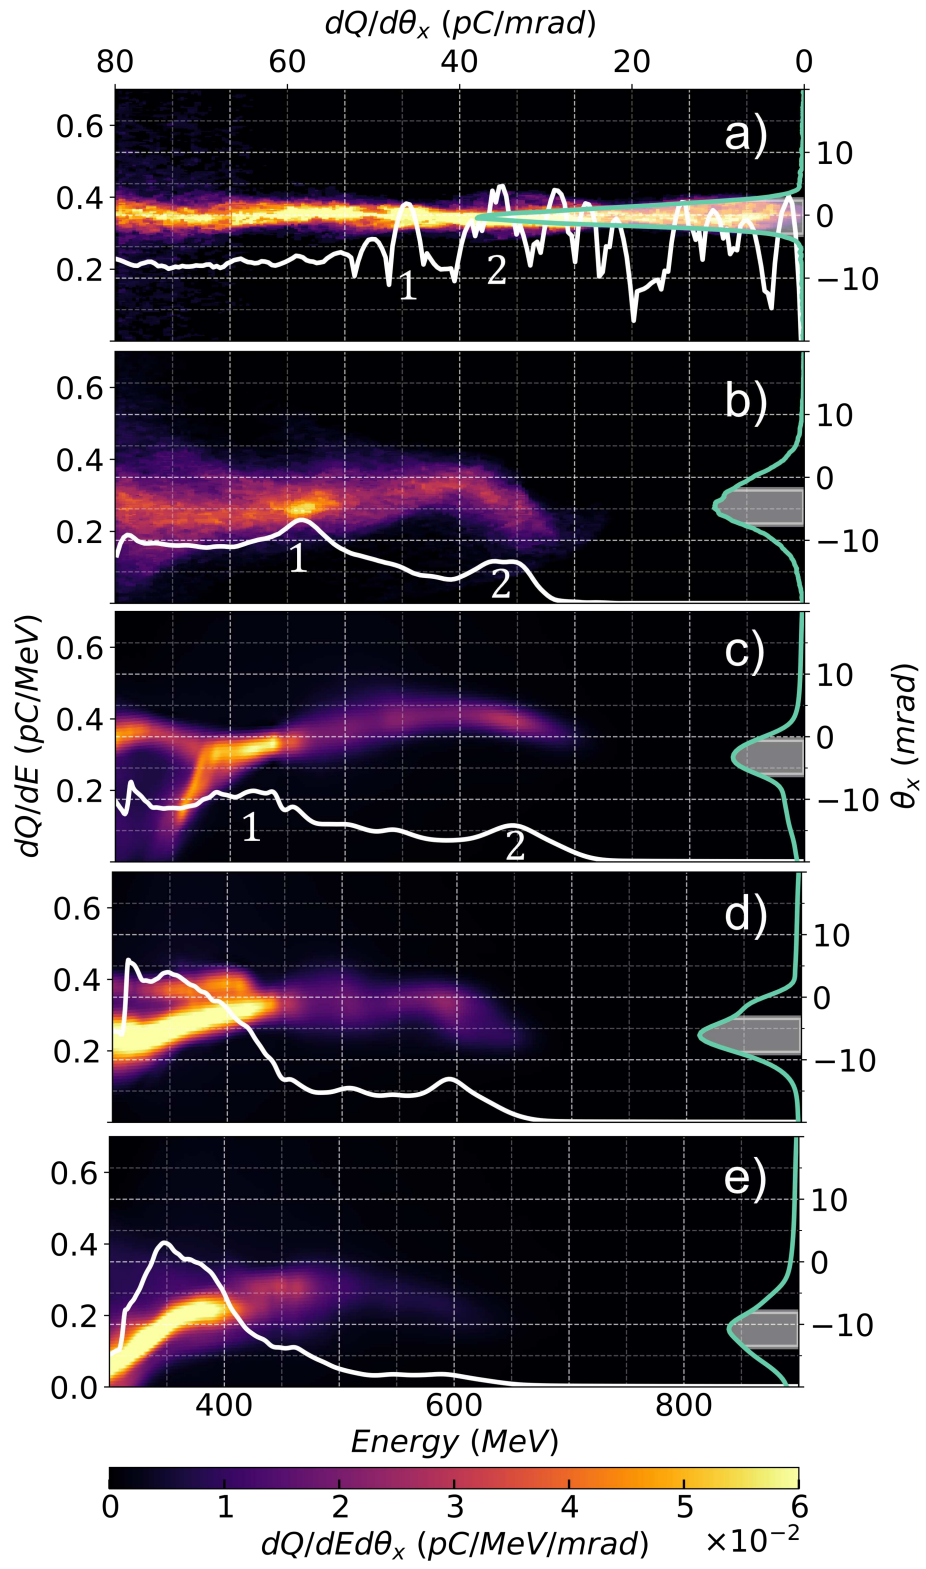 dQ/dθx (pC/mrad)
80 60 40 20 0
a)
0.6
0.4
0.2
1 2
10
0
−10
b)
0.6
0.4
0.2
1 2
10
0
−10
dQ/dE (pC/MeV)
c)
0.6
0.4
0.2
1 2
10
0
−10
θx (mrad)
d)
0.6
0.4
0.2
10
0
−10
e)
0.6
0.4
0.2
0.0
10
0
−10
400 600 800
Energy (MeV)
0 1 2 3 4 5 6
dQ/dEdθx (pC/MeV/mrad) ×10⁻²